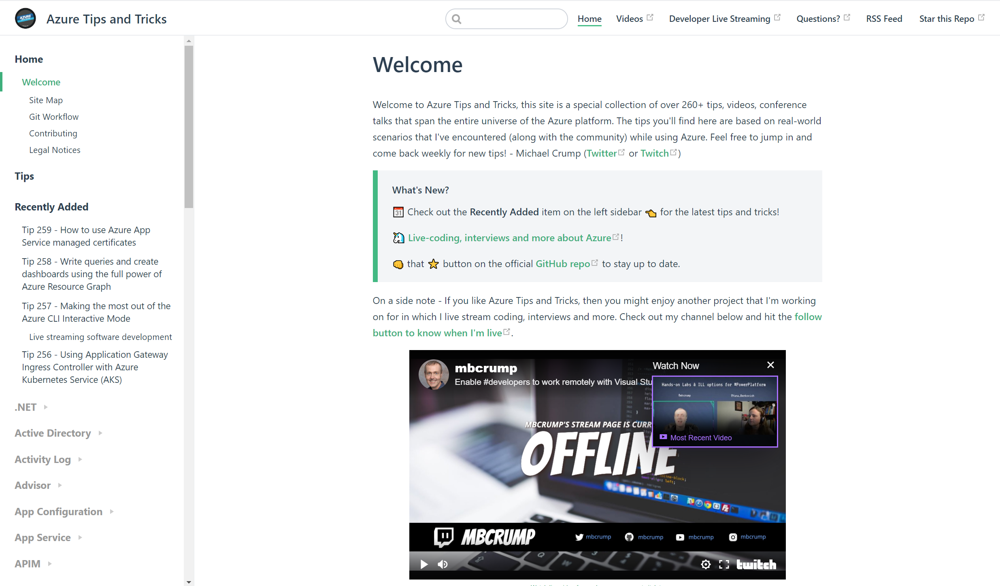 AZURE
Azure Tips and Tricks
Home
Videos
Developer Live Streaming
Questions?
RSS Feed
Star this Repo
Home
Welcome
Site Map
Git Workflow
Contributing
Legal Notices
Tips
Recently Added
Tip 259 - How to use Azure App
Service managed certificates
Tip 258 - Write queries and create
dashboards using the full power of
Azure Resource Graph
Tip 257 - Making the most out of the
Azure CLI Interactive Mode
Live streaming software development
Tip 256 - Using Application Gateway
Ingress Controller with Azure
Kubernetes Service (AKS)
.NET
Active Directory
Activity Log
Advisor
App Configuration
App Service
APIM
Welcome
Welcome to Azure Tips and Tricks, this site is a special collection of over 260+ tips, videos, conference
talks that span the entire universe of the Azure platform. The tips you'll find here are based on real-world
scenarios that I've encountered (along with the community) while using Azure. Feel free to jump in and
come back weekly for new tips! - Michael Crump (Twitter or Twitch)
What's New?
31 Check out the Recently Added item on the left sidebar 👈 for the latest tips and tricks!
🦄 Live-coding, interviews and more about Azure!
👊 that ⭐ button on the official GitHub repo to stay up to date.
On a side note - If you like Azure Tips and Tricks, then you might enjoy another project that I'm working
on for in which I live stream coding, interviews and more. Check out my channel below and hit the follow
button to know when I'm live.
mbcrump
Enable #developers to work remotely with Visual Stu
Watch Now
Hands-on Labs & ILL options for #PowerPlatform
@mbcrump
@Yana_Berkovich
Most Recent Video
MBCRUMP'S STREAM PAGE IS CURR
OFFLINE
inline-block;
text-align: left;
MBCRUMP
mbcrump
mbcrump
mbcrump
mbcrump
twitch